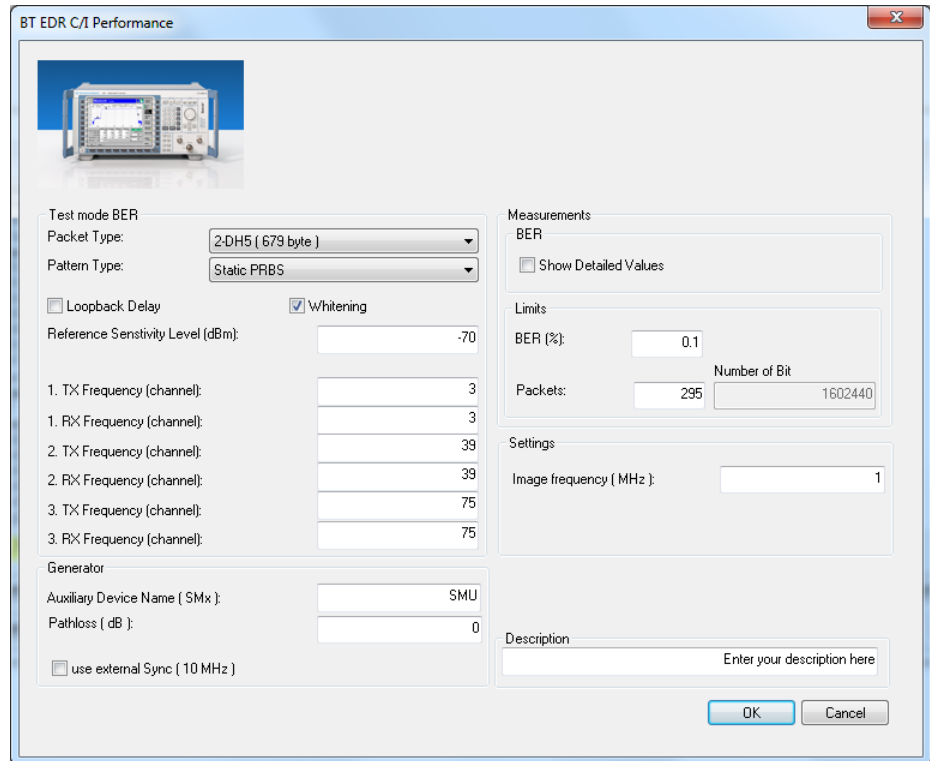 BT EDR C/I Performance
Test mode BER
Packet Type:
2-DH5 ( 679 byte )
Pattern Type:
Static PRBS
Loopback Delay
Whitening
Reference Senstivity Level (dBm):
-70
1. TX Frequency (channel):
3
1. RX Frequency (channel):
3
2. TX Frequency (channel):
39
2. RX Frequency (channel):
39
3. TX Frequency (channel):
75
3. RX Frequency (channel):
75
Generator
Auxiliary Device Name ( SMx ):
SMU
Pathloss ( dB ):
0
use external Sync ( 10 MHz )
Measurements
BER
Show Detailed Values
Limits
BER (%):
0.1
Number of Bit
Packets:
295
1602440
Settings
Image frequency ( MHz ):
1
Description
Enter your description here
OK
Cancel